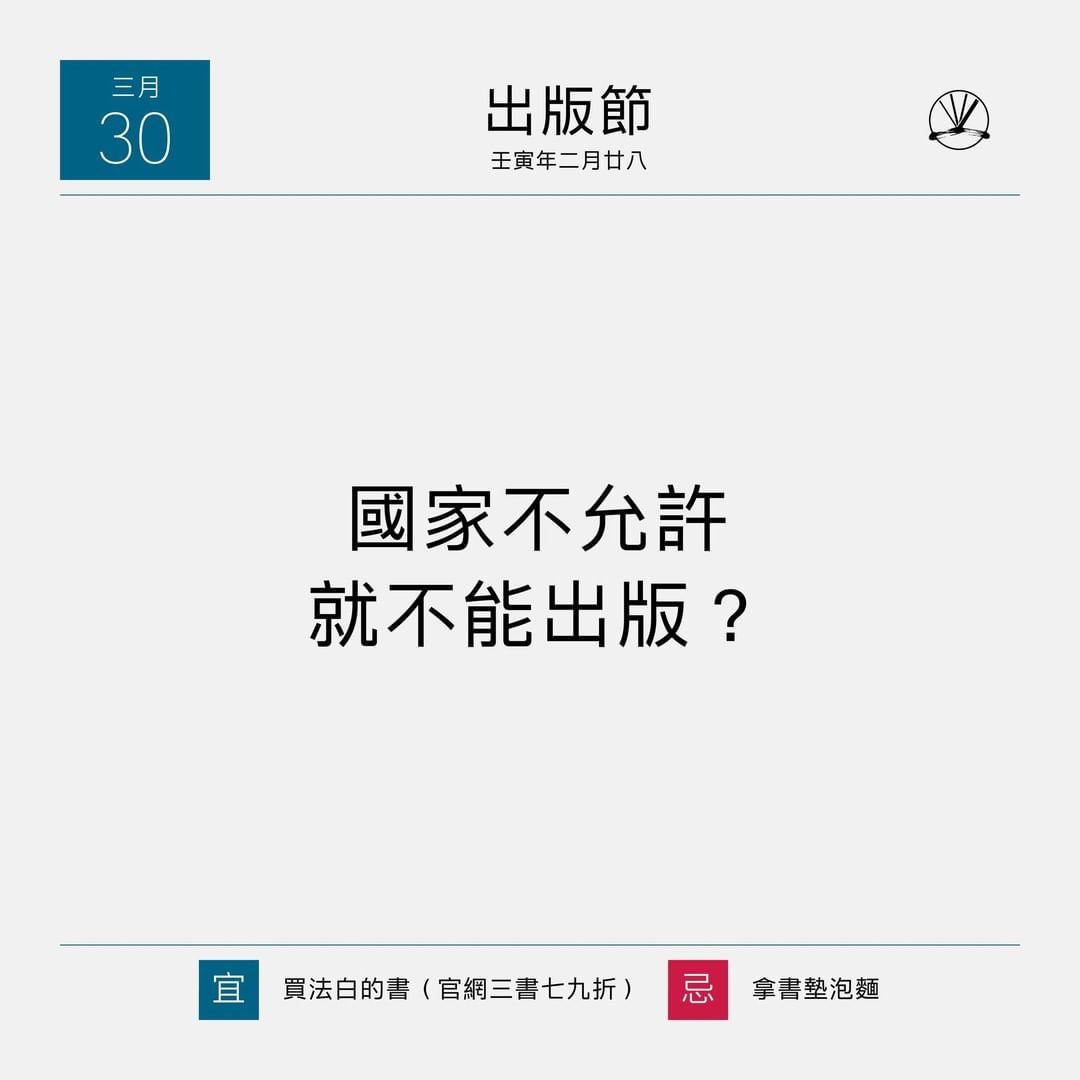 三月
30
出版節
壬寅年二月廿八
國家不允許
就不能出版？
宜 買法白的書（官網三書七九折） 忌 拿書墊泡麵